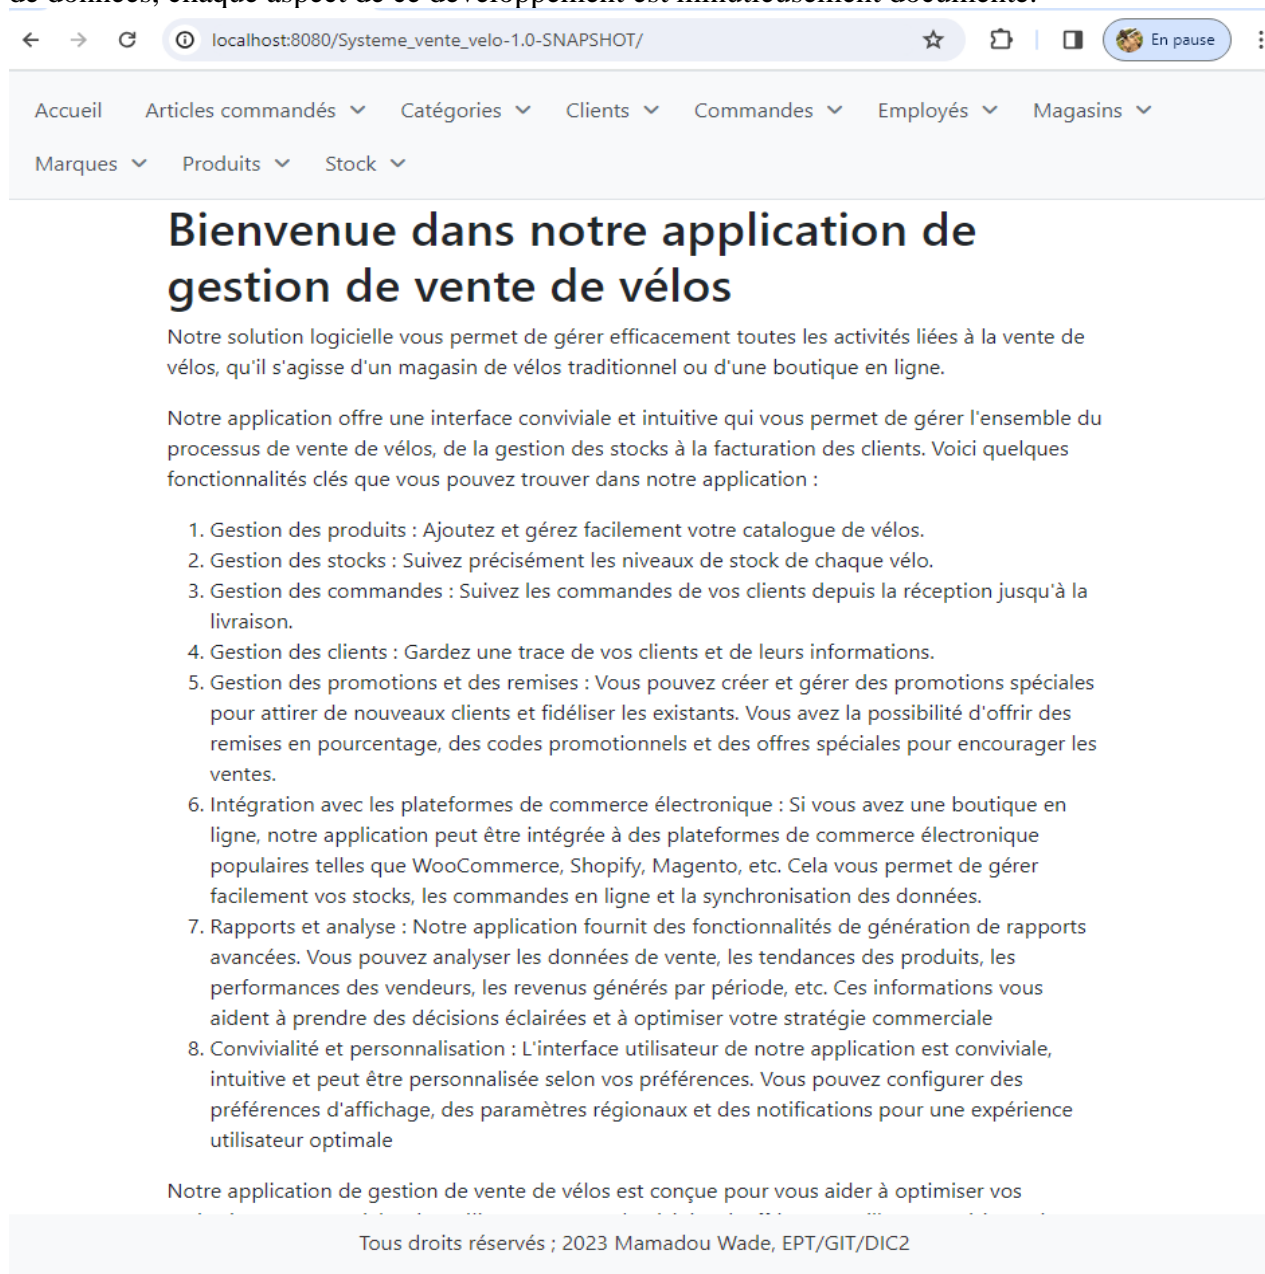 de données, chaque aspect de ce développement est minutieusement documenté.
localhost:8080/Systeme_vente_velo-1.0-SNAPSHOT/
En pause
Accueil Articles commandés Catégories Clients Commandes Employés Magasins
Marques Produits Stock
Bienvenue dans notre application de
gestion de vente de vélos
Notre solution logicielle vous permet de gérer efficacement toutes les activités liées à la vente de
vélos, qu'il s'agisse d'un magasin de vélos traditionnel ou d'une boutique en ligne.
Notre application offre une interface conviviale et intuitive qui vous permet de gérer l'ensemble du
processus de vente de vélos, de la gestion des stocks à la facturation des clients. Voici quelques
fonctionnalités clés que vous pouvez trouver dans notre application :
1. Gestion des produits : Ajoutez et gérez facilement votre catalogue de vélos.
2. Gestion des stocks : Suivez précisément les niveaux de stock de chaque vélo.
3. Gestion des commandes : Suivez les commandes de vos clients depuis la réception jusqu'à la
livraison.
4. Gestion des clients : Gardez une trace de vos clients et de leurs informations.
5. Gestion des promotions et des remises : Vous pouvez créer et gérer des promotions spéciales
pour attirer de nouveaux clients et fidéliser les existants. Vous avez la possibilité d'offrir des
remises en pourcentage, des codes promotionnels et des offres spéciales pour encourager les
ventes.
6. Intégration avec les plateformes de commerce électronique : Si vous avez une boutique en
ligne, notre application peut être intégrée à des plateformes de commerce électronique
populaires telles que WooCommerce, Shopify, Magento, etc. Cela vous permet de gérer
facilement vos stocks, les commandes en ligne et la synchronisation des données.
7. Rapports et analyse : Notre application fournit des fonctionnalités de génération de rapports
avancées. Vous pouvez analyser les données de vente, les tendances des produits, les
performances des vendeurs, les revenus générés par période, etc. Ces informations vous
aident à prendre des décisions éclairées et à optimiser votre stratégie commerciale
8. Convivialité et personnalisation : L'interface utilisateur de notre application est conviviale,
intuitive et peut être personnalisée selon vos préférences. Vous pouvez configurer des
préférences d'affichage, des paramètres régionaux et des notifications pour une expérience
utilisateur optimale
Notre application de gestion de vente de vélos est conçue pour vous aider à optimiser vos
Tous droits réservés ; 2023 Mamadou Wade, EPT/GIT/DIC2